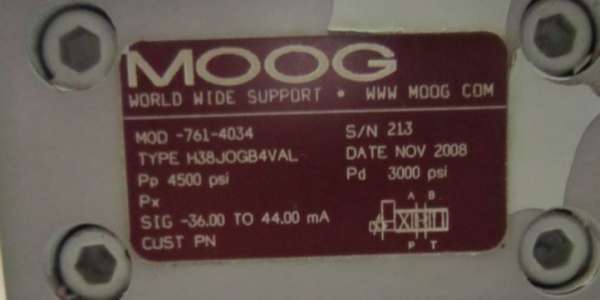 MOOG
WORLD WIDE SUPPORT • WWW MOOG COM
MOD -761-4034 S/N 213
TYPE H38JOGB4VAL DATE NOV 2008
Pp 4500 psi Pd 3000 psi
Px
SIG -36.00 TO 44.00 mA
CUST PN
A B
P T